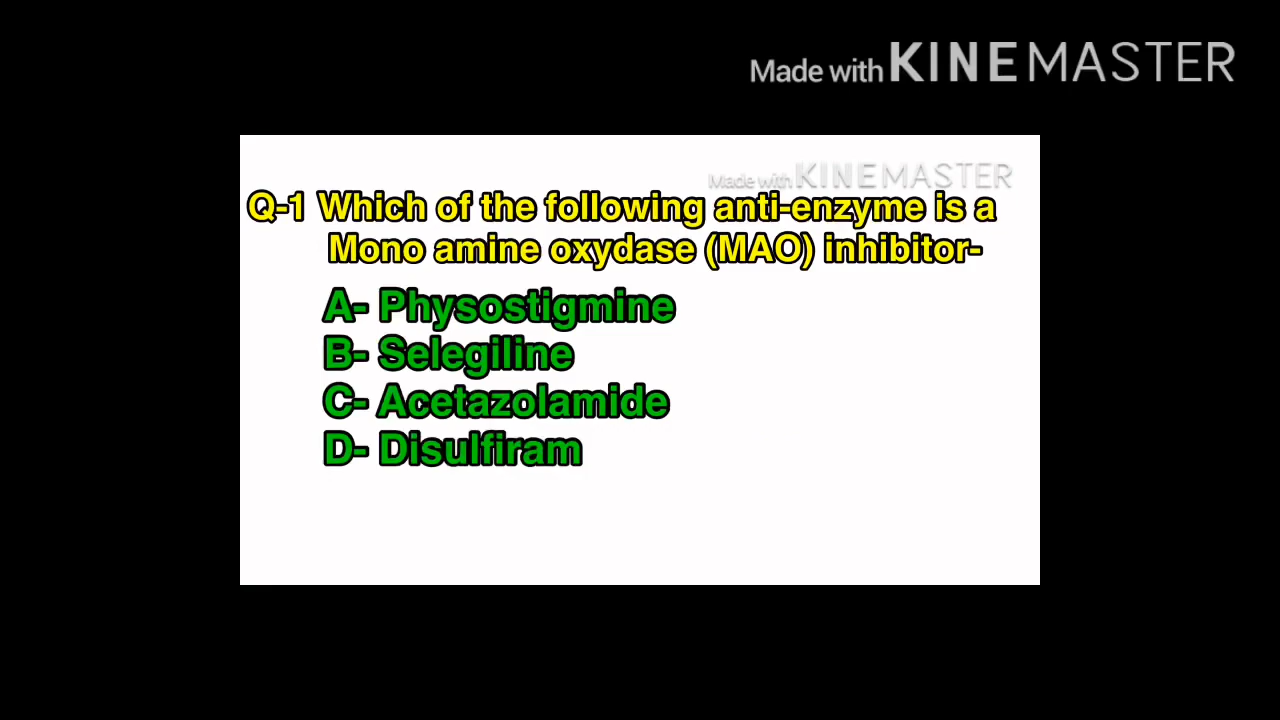 Made with KINEMASTER
Made with KINEMASTER
Q-1 Which of the following anti-enzyme is a
Mono amine oxydase (MAO) inhibitor-
A- Physostigmine
B- Selegiline
C- Acetazolamide
D- Disulfiram